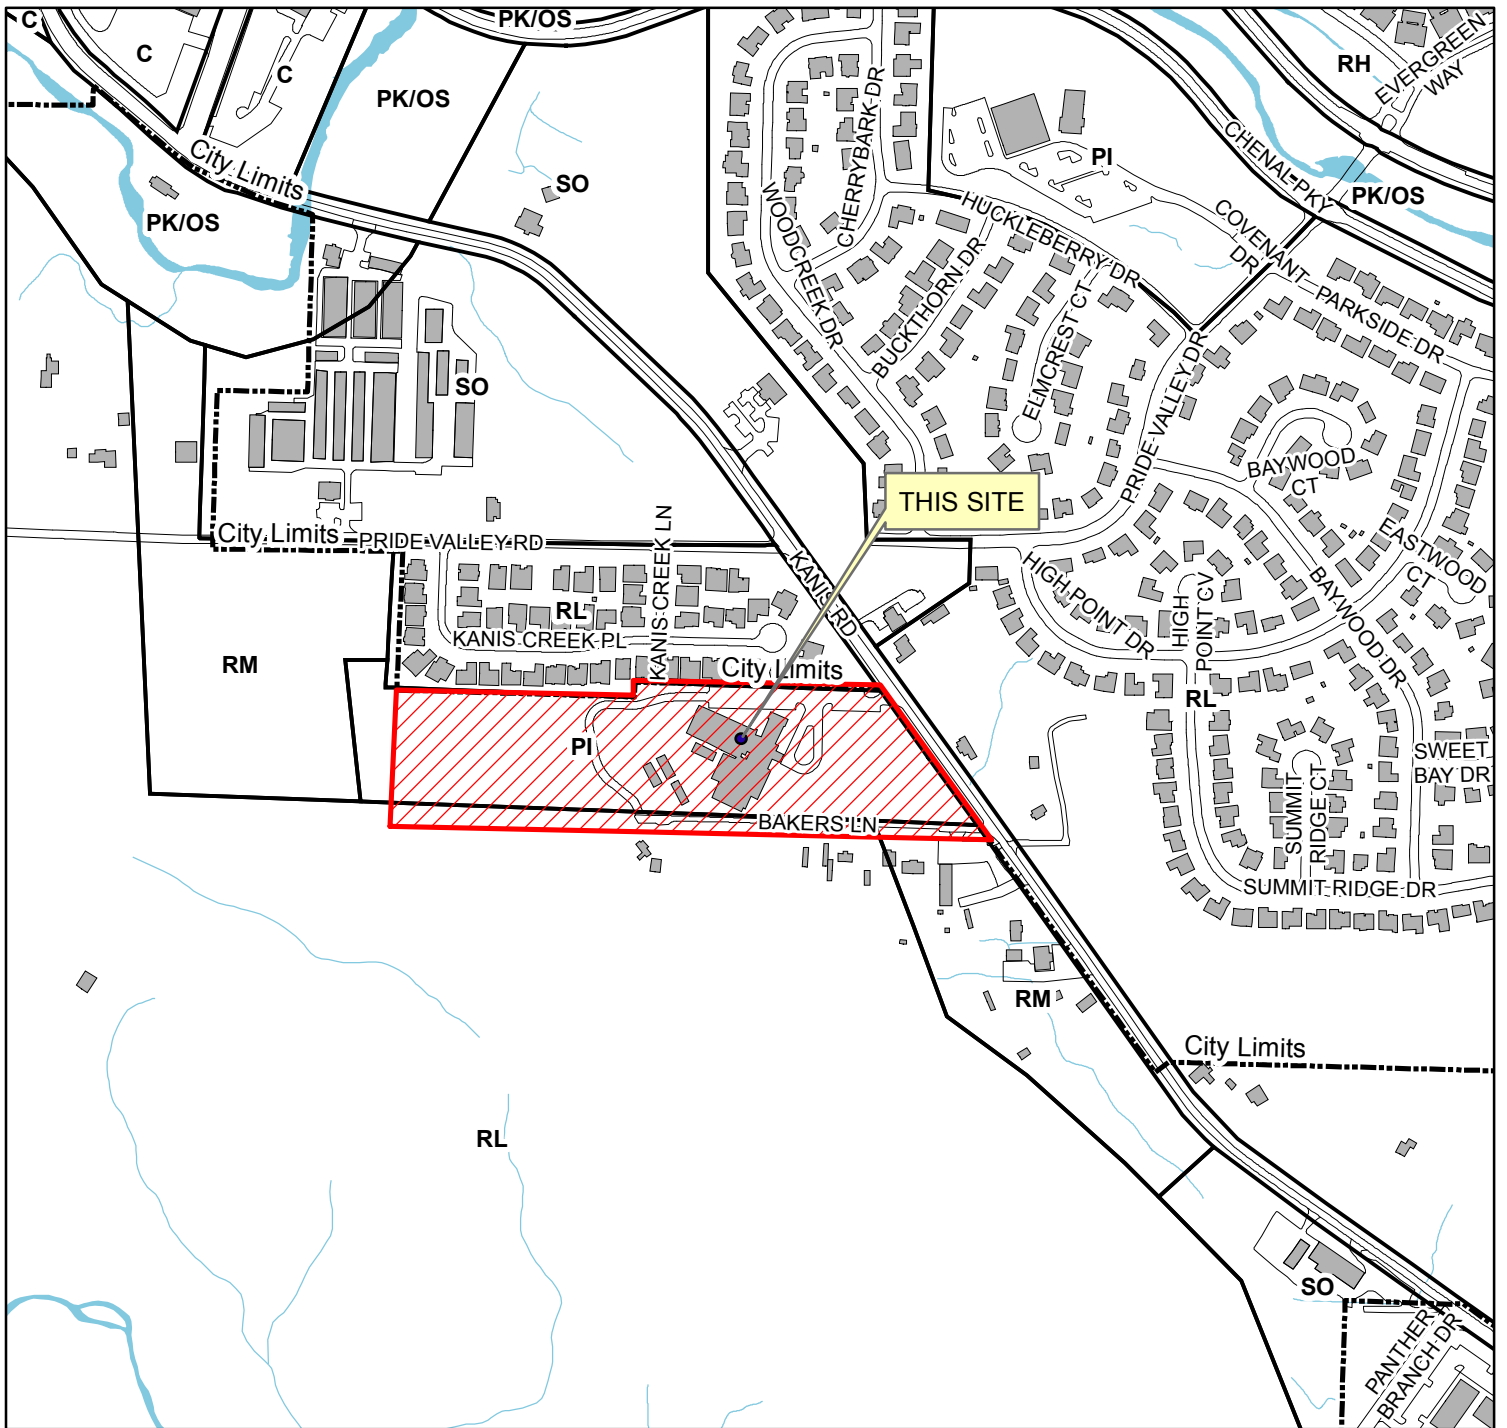 C
PK/OS
C
C
PK/OS
RH
EVERGREEN
WAY
City Limits
CHERRYBARK DR
PI
CHENAL PKY
PK/OS
SO
PK/OS
WOODCREEK DR
HUCKLEBERRY DR
BUCKTHORN DR
COVENANT
DR
PARKSIDE DR
ELMCREST CT
PRIDE VALLEY DR
SO
BAYWOOD
CT
THIS SITE
City Limits
PRIDE VALLEY RD
KANIS CREEK LN
KANIS RD
EASTWOOD
CT
HIGH POINT DR
HIGH
POINT CV
BAYWOOD DR
RL
KANIS CREEK PL
RM
City Limits
RL
PI
SWEET
BAY DR
SUMMIT
RIDGE CT
BAKERS LN
SUMMIT RIDGE DR
RM
City Limits
RL
SO
PANTHER
BRANCH DR